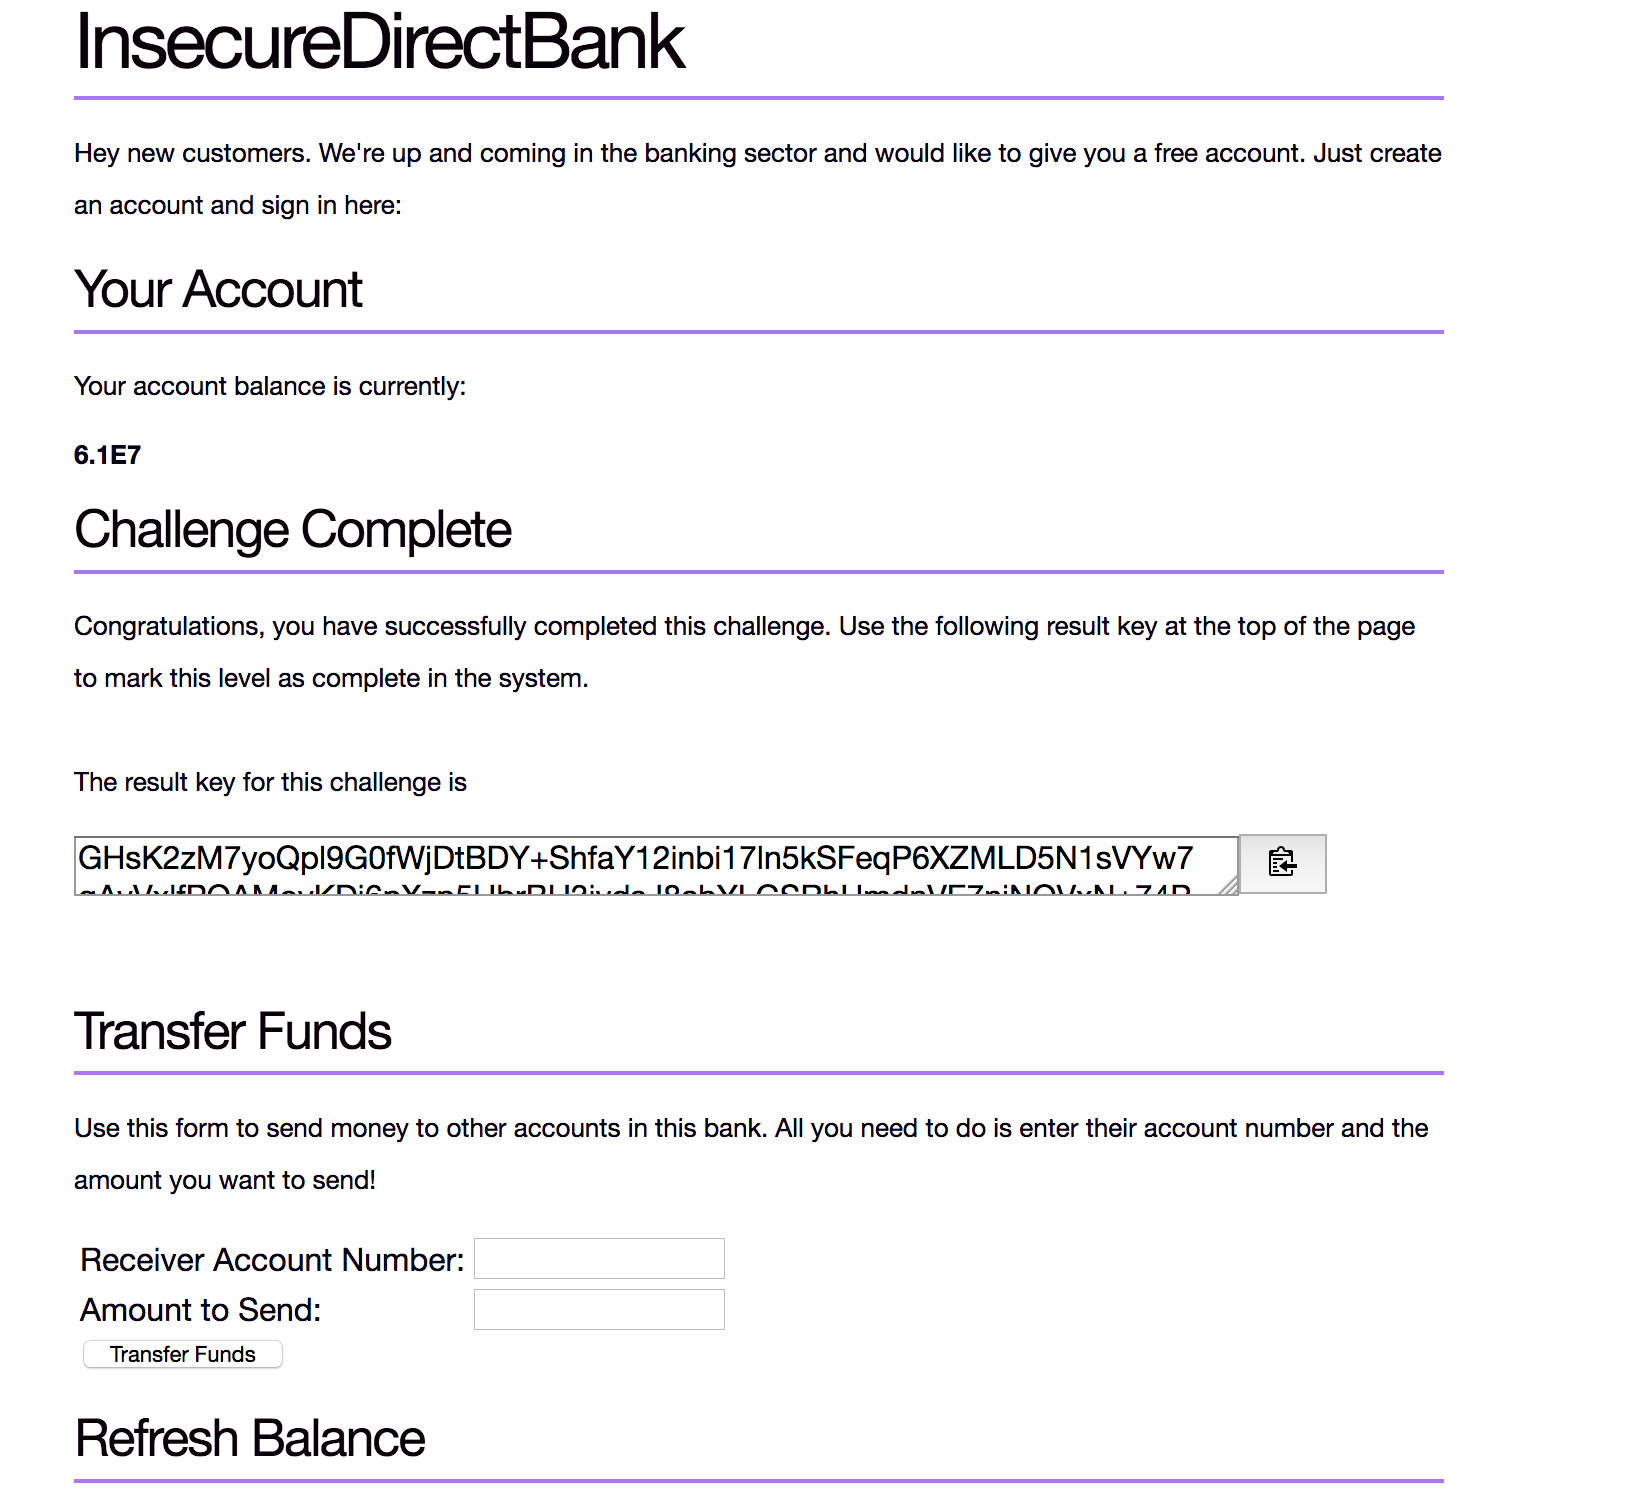 InsecureDirectBank
Hey new customers. We're up and coming in the banking sector and would like to give you a free account. Just create
an account and sign in here:
Your Account
Your account balance is currently:
6.1E7
Challenge Complete
Congratulations, you have successfully completed this challenge. Use the following result key at the top of the page
to mark this level as complete in the system.
The result key for this challenge is
GHsK2zM7yoQpl9G0fWjDtBDY+ShfaY12inbi17ln5kSFeqP6XZMLD5N1sVYw7
Transfer Funds
Use this form to send money to other accounts in this bank. All you need to do is enter their account number and the
amount you want to send!
Receiver Account Number:
Amount to Send:
Transfer Funds
Refresh Balance